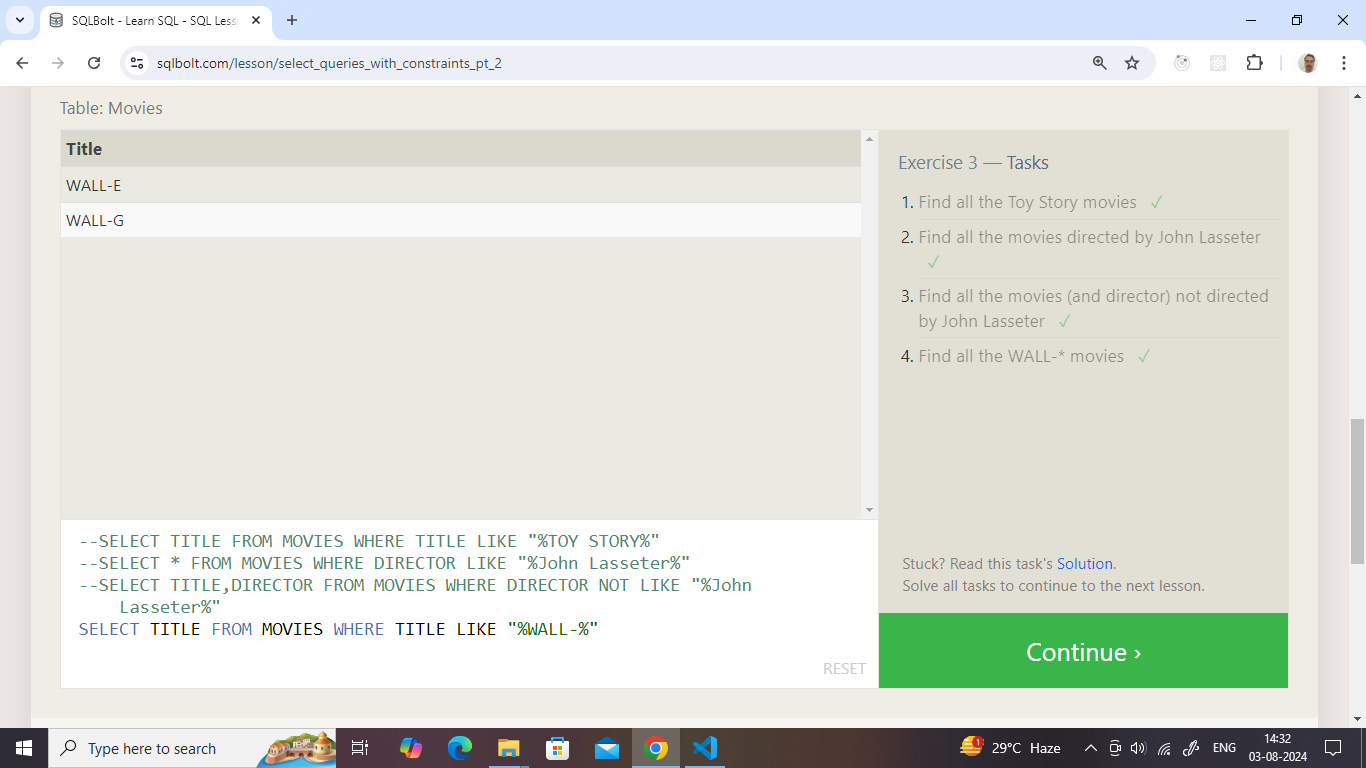 SQLBolt - Learn SQL - SQL Less
sqlbolt.com/lesson/select_queries_with_constraints_pt_2
Table: Movies
Title
WALL-E
WALL-G
Exercise 3 — Tasks
1. Find all the Toy Story movies ✓
2. Find all the movies directed by John Lasseter
✓
3. Find all the movies (and director) not directed
by John Lasseter ✓
4. Find all the WALL-* movies ✓
Stuck? Read this task's Solution.
Solve all tasks to continue to the next lesson.
Continue ›
--SELECT TITLE FROM MOVIES WHERE TITLE LIKE "%TOY STORY%"
--SELECT * FROM MOVIES WHERE DIRECTOR LIKE "%John Lasseter%"
--SELECT TITLE,DIRECTOR FROM MOVIES WHERE DIRECTOR NOT LIKE "%John
Lasseter%"
SELECT TITLE FROM MOVIES WHERE TITLE LIKE "%WALL-%"
RESET
Type here to search
1
29°C Haze
ENG
14:32
03-08-2024